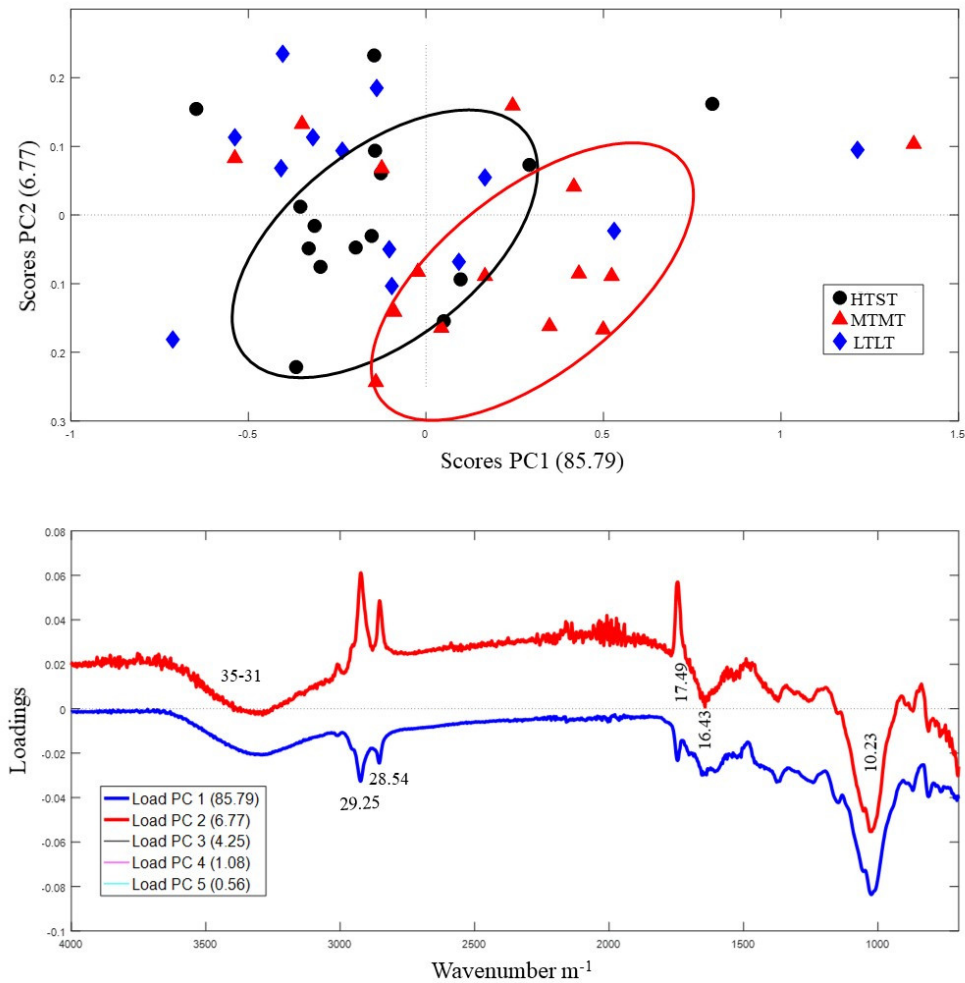 0.2
0.1
0
0.1
0.2
0.3
Scores PC2 (6.77)
HTST
MTMT
LTLT
-1
-0.5
0
0.5
1
1.5
Scores PC1 (85.79)
0.08
0.06
0.04
0.02
0
-0.02
-0.04
-0.06
-0.08
-0.1
Loadings
35-31
29.25
28.54
17.49
16.43
10.23
Load PC 1 (85.79)
Load PC 2 (6.77)
Load PC 3 (4.25)
Load PC 4 (1.08)
Load PC 5 (0.56)
4000
3500
3000
2500
2000
1500
1000
Wavenumber m⁻¹